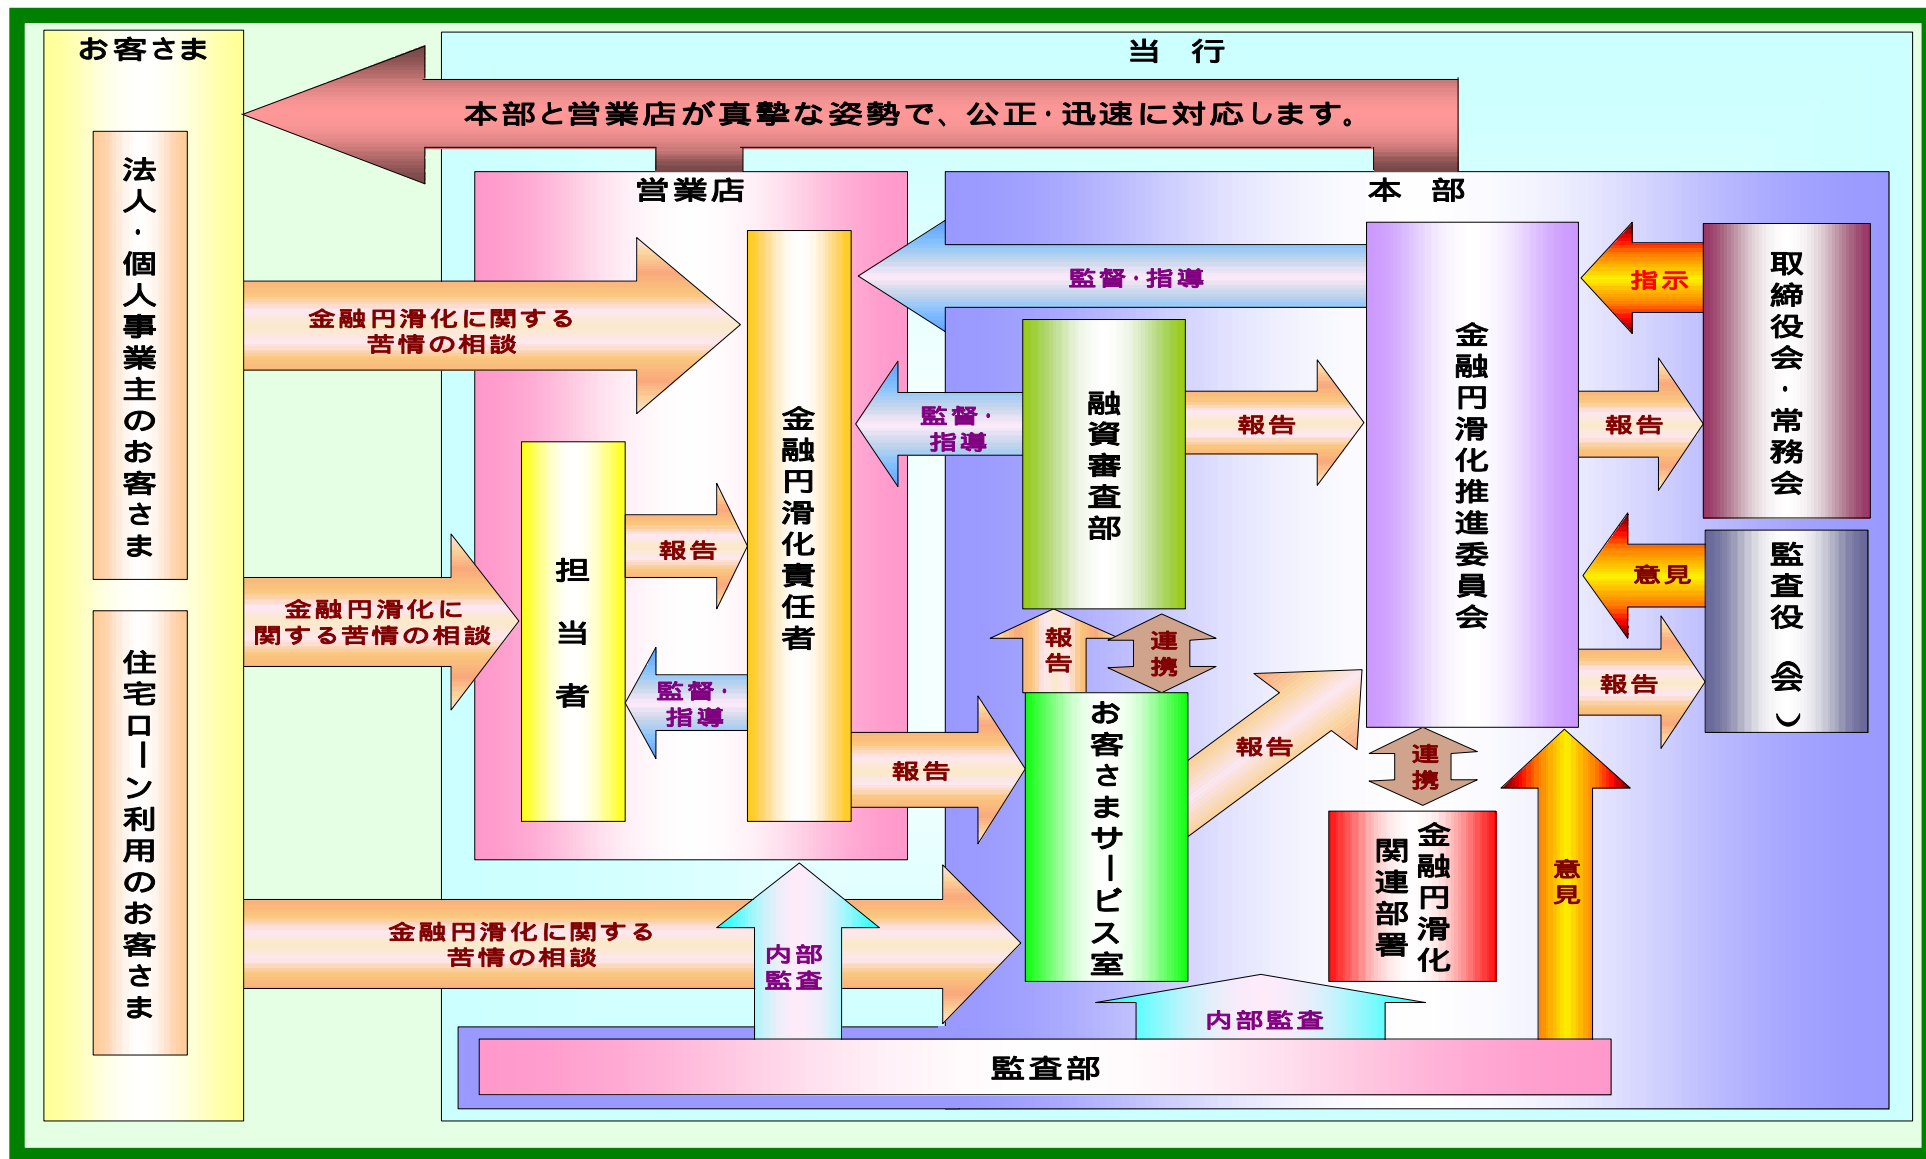 お客さま
法人・個人事業主のお客さま
住宅ローン利用のお客さま
当 行
本部と営業店が真摯な姿勢で、公正・迅速に対応します。
営業店
本 部
金融円滑化に関する
苦情の相談
金融円滑化に
関する苦情の相談
金融円滑化に関する
苦情の相談
担当者
報告
監督・
指導
金融円滑化責任者
報告
監督・指導
監督・
指導
融資審査部
報告
報告
連携
お客さまサービス室
報告
金融円滑化推進委員会
連携
金融円滑化
関連部署
指示
報告
取締役会・常務会
意見
報告
監査役（会）
意見
内部
監査
内部監査
監査部